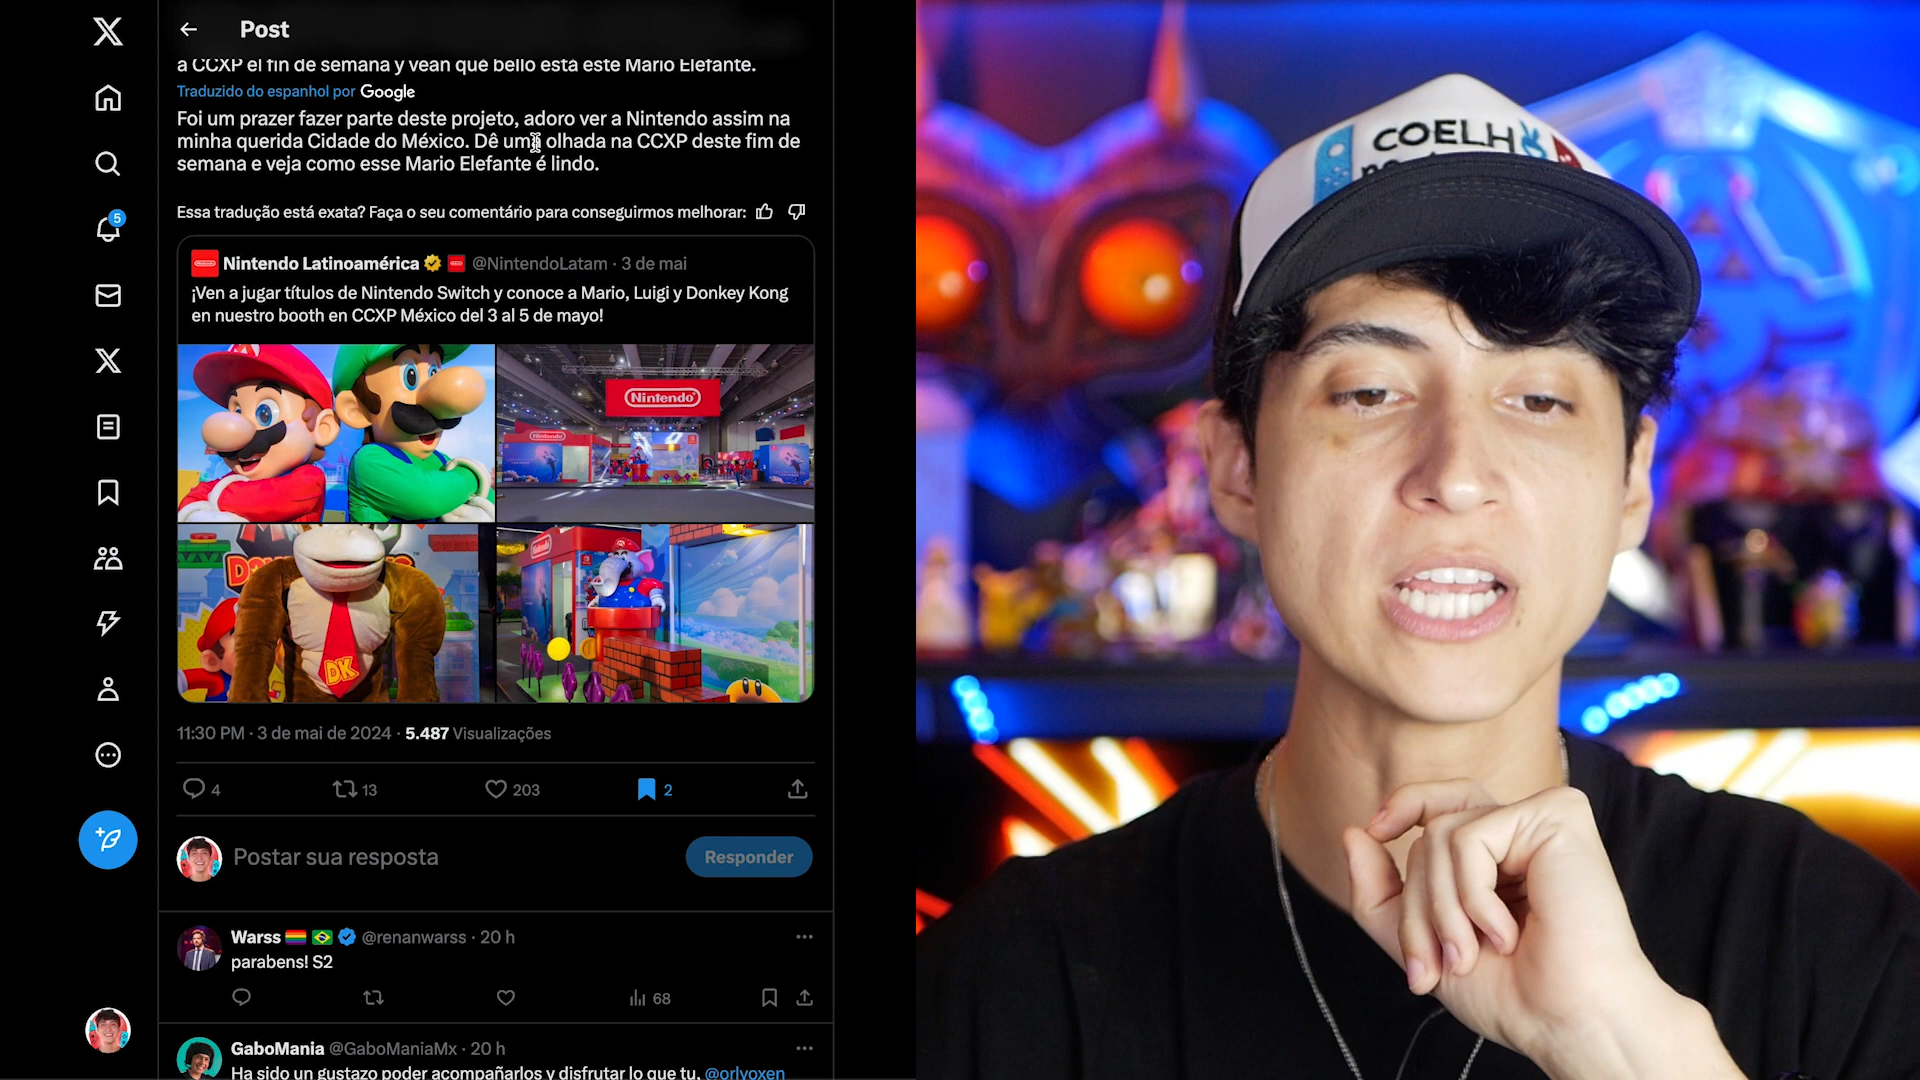 Post
a CCXP el fin de semana y vean qué bello está este Mario Elefante.
Traduzido do espanhol por Google
Foi um prazer fazer parte deste projeto, adoro ver a Nintendo assim na
minha querida Cidade do México. Dê uma olhada na CCXP deste fim de
semana e veja como esse Mario Elefante é lindo.
Essa tradução está exata? Faça o seu comentário para conseguirmos melhorar:
Nintendo Latinoamérica @NintendoLatam · 3 de mai
¡Ven a jugar títulos de Nintendo Switch y conoce a Mario, Luigi y Donkey Kong
en nuestro booth en CCXP México del 3 al 5 de mayo!
Nintendo
Nintendo
DK
Nintendo
11:30 PM · 3 de mai de 2024 · 5.487 Visualizações
4 13 203 2
Postar sua resposta
Responder
Warss @renanwarss · 20 h
parabens! S2
68
GaboMania @GaboManiaMx · 20 h
Ha sido un gustazo poder acompañarlos y disfrutar lo que tu, @orlyoxen
5
COELH